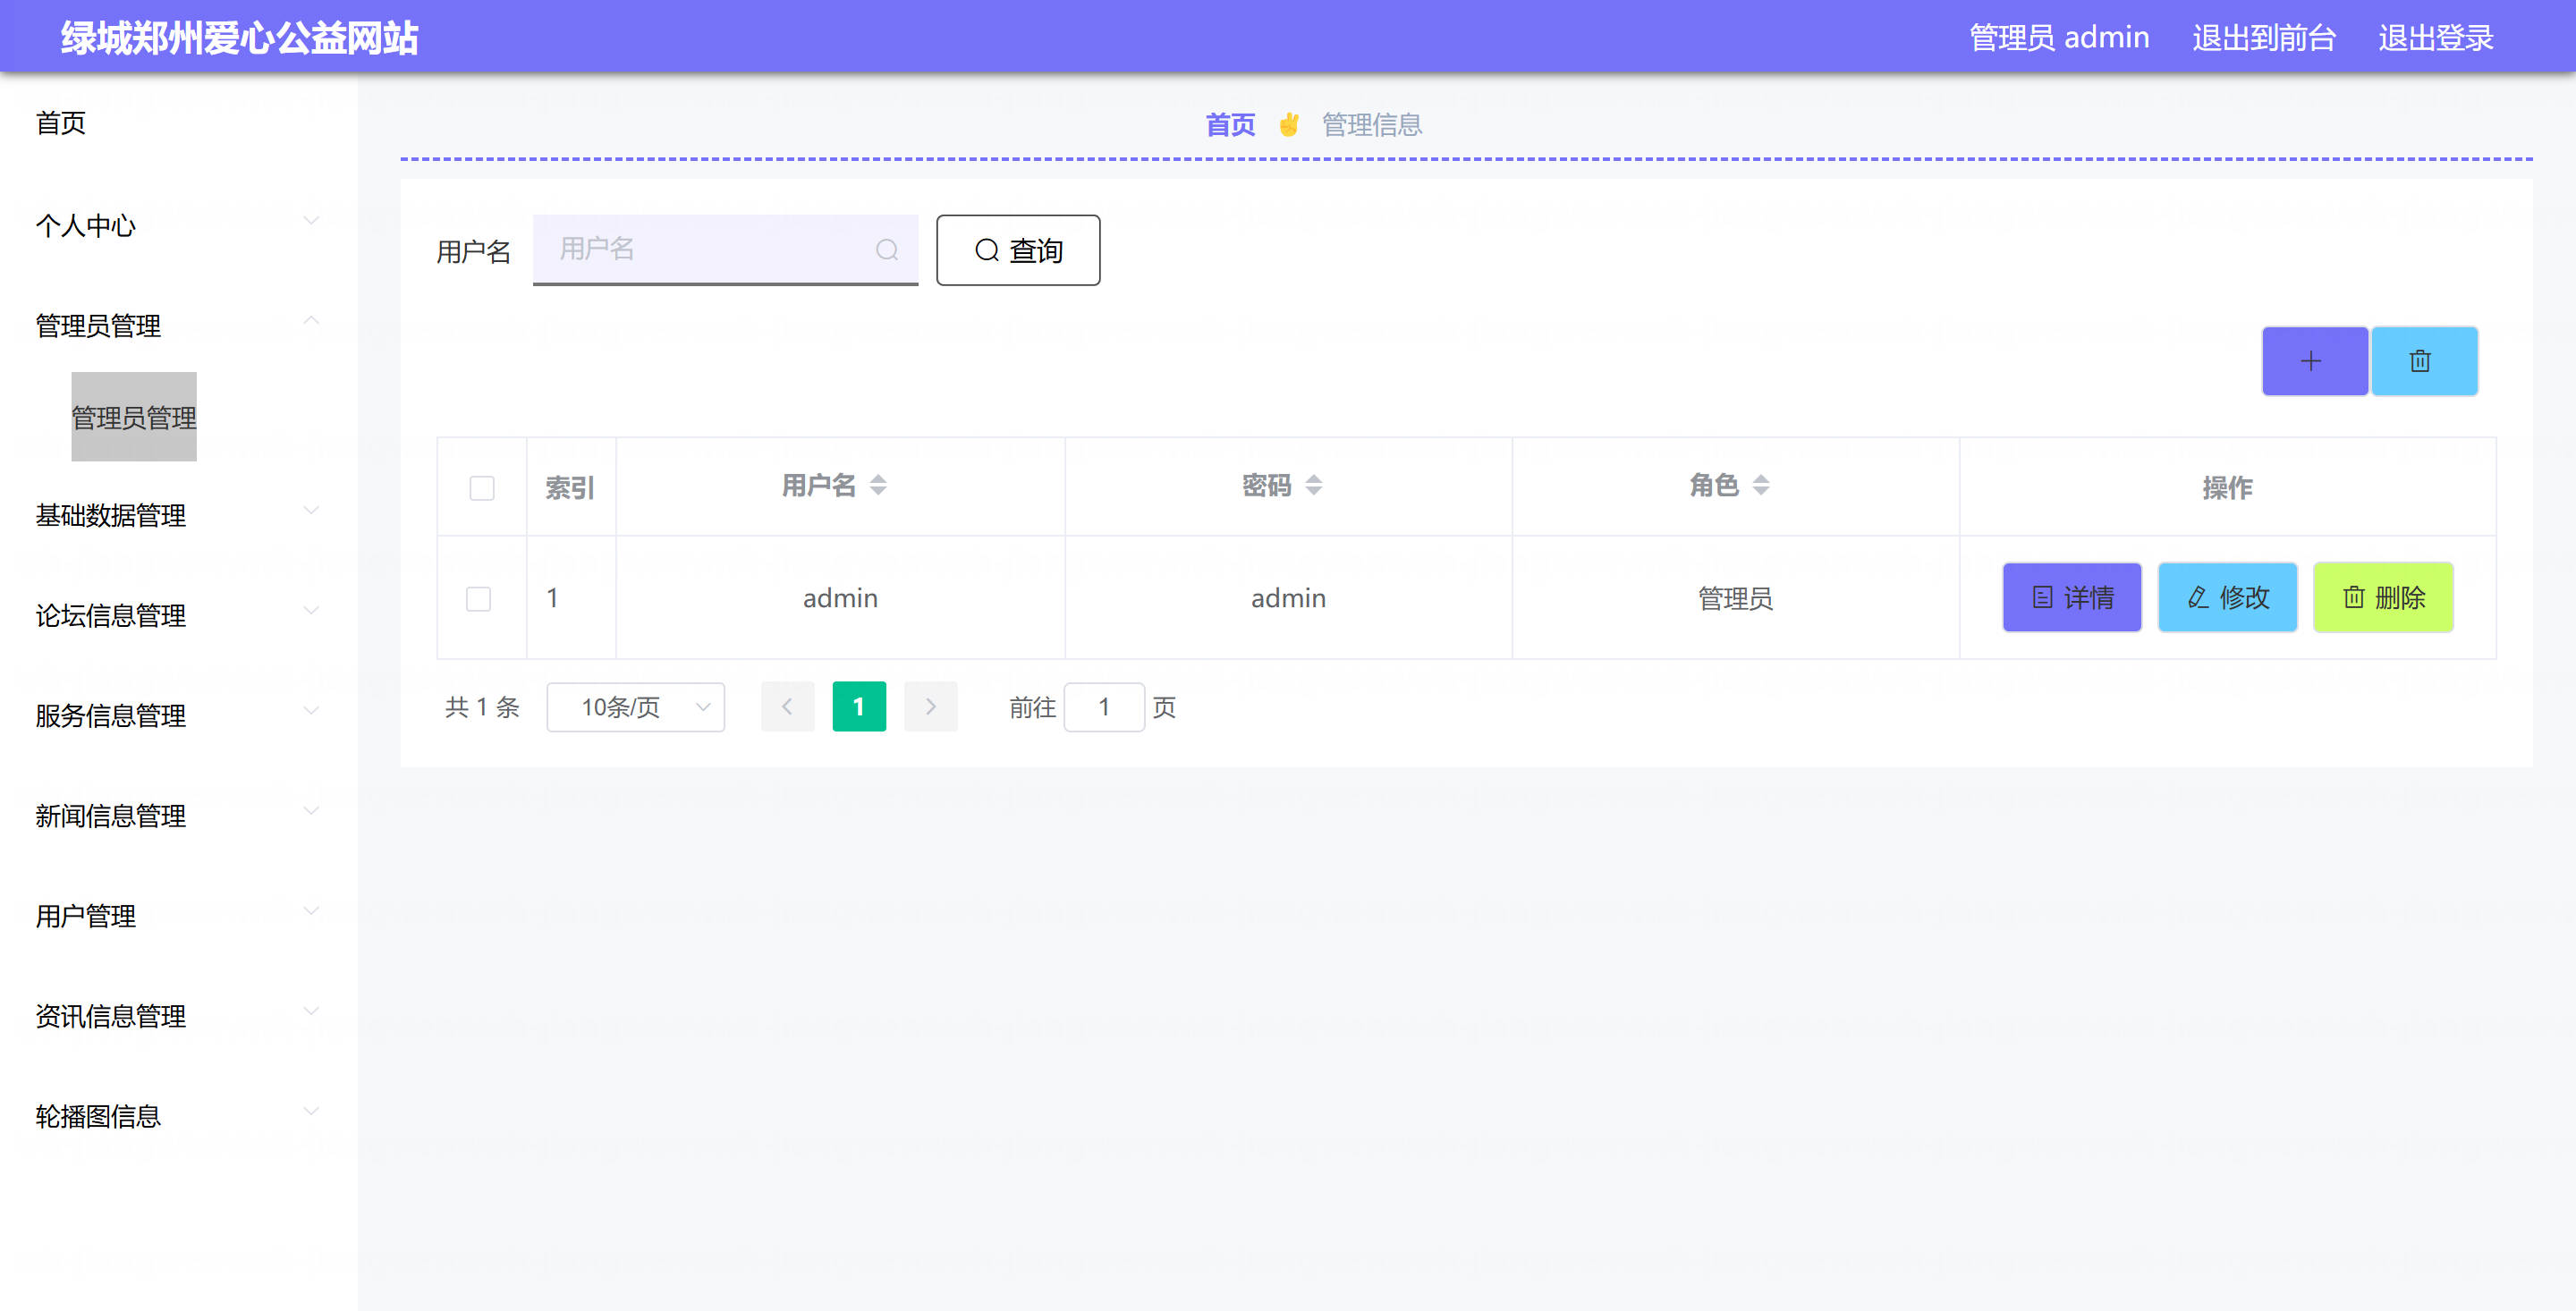 绿城郑州爱心公益网站
管理员 admin 退出到前台 退出登录
首页
个人中心
管理员管理
管理员管理
基础数据管理
论坛信息管理
服务信息管理
新闻信息管理
用户管理
资讯信息管理
轮播图信息
首页 管理信息
用户名 用户名 查询
索引 用户名 密码 角色 操作
1 admin admin 管理员 详情 修改 删除
共 1 条 10条/页 1 前往 1 页